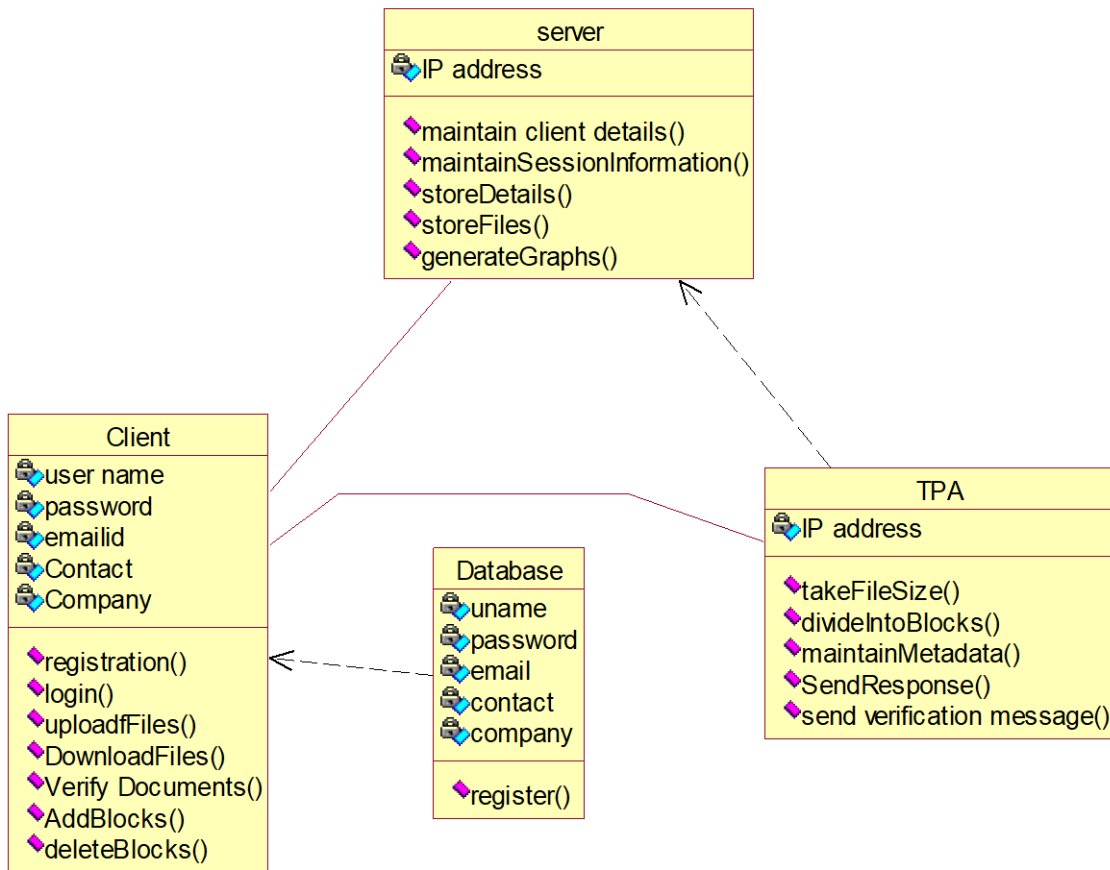 server
IP address
maintain client details()
maintainSessionInformation()
storeDetails()
storeFiles()
generateGraphs()
Client
user name
password
emailid
Contact
Company
registration()
login()
uploadfFiles()
DownloadFiles()
Verify Documents()
AddBlocks()
deleteBlocks()
Database
uname
password
email
contact
company
register()
TPA
IP address
takeFileSize()
divideIntoBlocks()
maintainMetadata()
SendResponse()
send verification message()